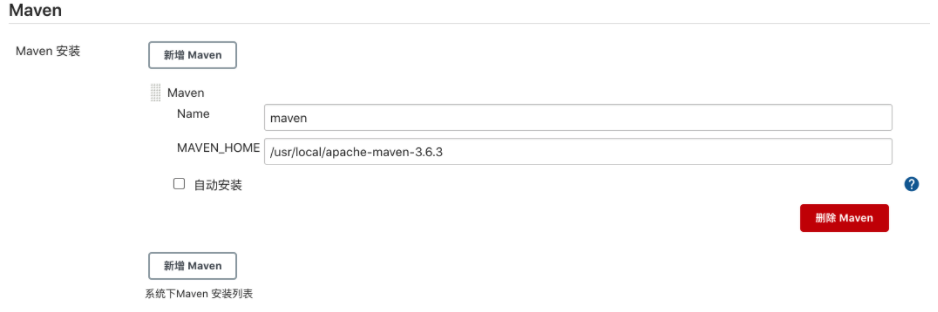 Maven
Maven 安装
新增 Maven
Maven
Name
maven
MAVEN_HOME
/usr/local/apache-maven-3.6.3
自动安装
?
删除 Maven
新增 Maven
系统下Maven 安装列表